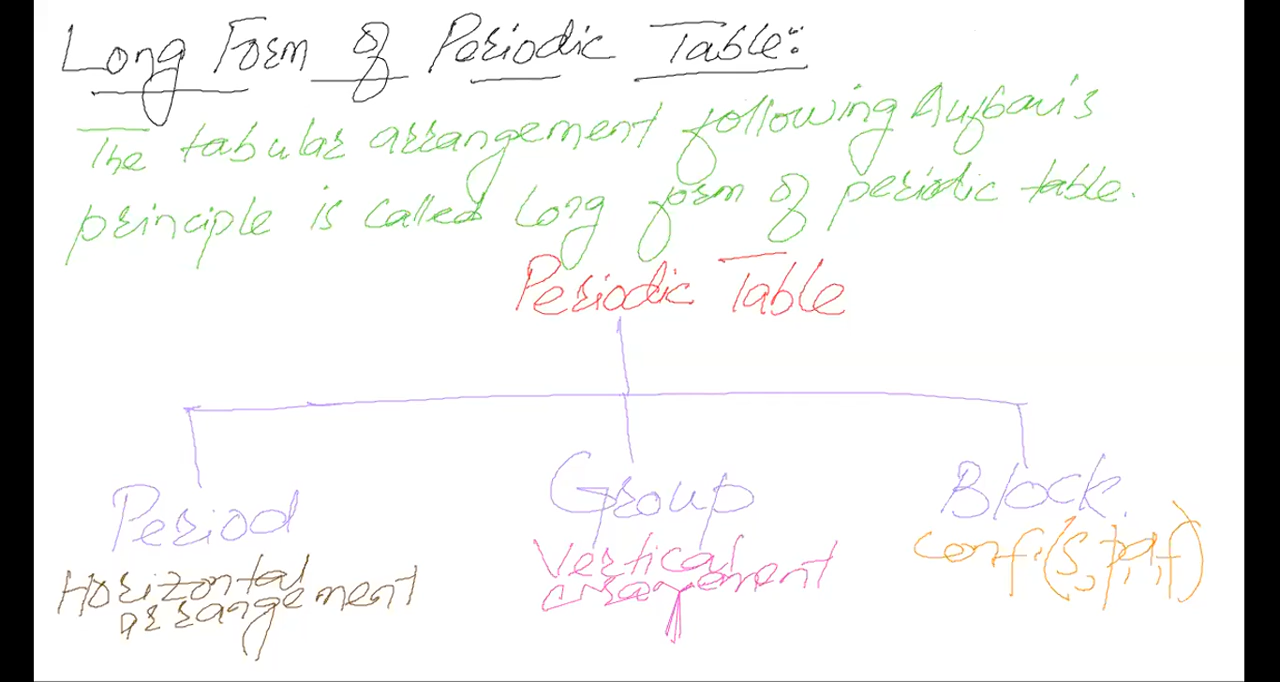 Long Form of Periodic Table:
The tabular arrangement following Aufbau's
principle is called Long form of periodic table.
Periodic Table
Period Group Block.
Horizontal arrangement
Vertical arrangement
conf. (s, p, d, f)